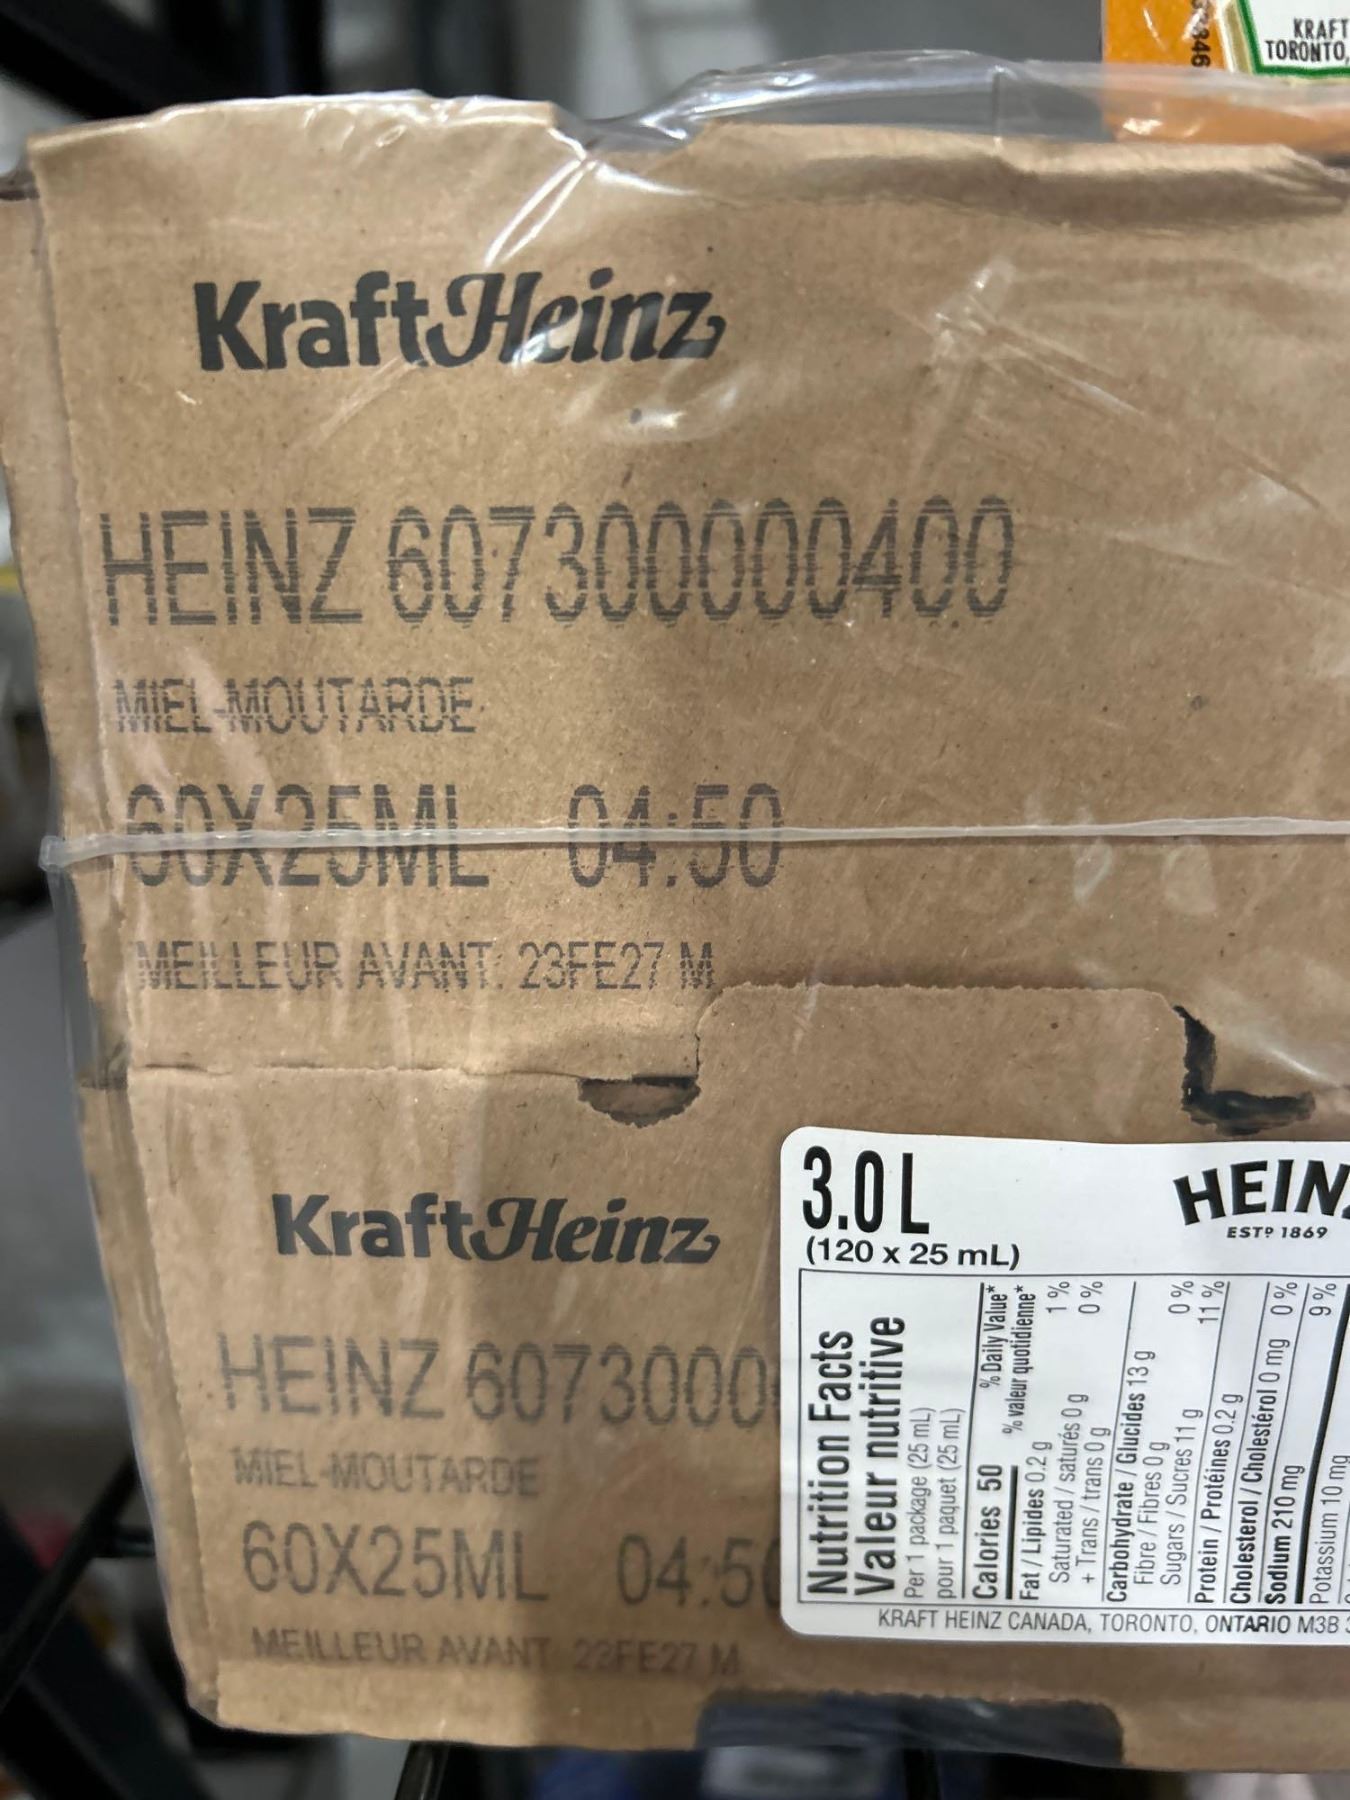 3346
KRAFT
TORONTO,
KraftHeinz
HEINZ 607300000400
MIEL-MOUTARDE
60X25ML 04:50
MEILLEUR AVANT: 23FE27 M
KraftHeinz
HEINZ 6073000
MIEL-MOUTARDE
60X25ML 04:50
MEILLEUR AVANT 23FE27 M
3.0 L
(120 x 25 mL)
HEINZ
ESTD 1869
Nutrition Facts
Valeur nutritive
Per 1 package (25 mL)
pour 1 paquet (25 mL)
Calories 50
% Daily Value*
% valeur quotidienne*
Fat / Lipides 0.2 g 1 %
Saturated / saturés 0 g
+ Trans / trans 0 g 0 %
Carbohydrate / Glucides 13 g
Fibre / Fibres 0 g 0 %
Sugars / Sucres 11 g 11 %
Protein / Protéines 0.2 g
Cholesterol / Cholestérol 0 mg 0 %
Sodium 210 mg 9 %
Potassium 10 mg
KRAFT HEINZ CANADA, TORONTO, ONTARIO M3B